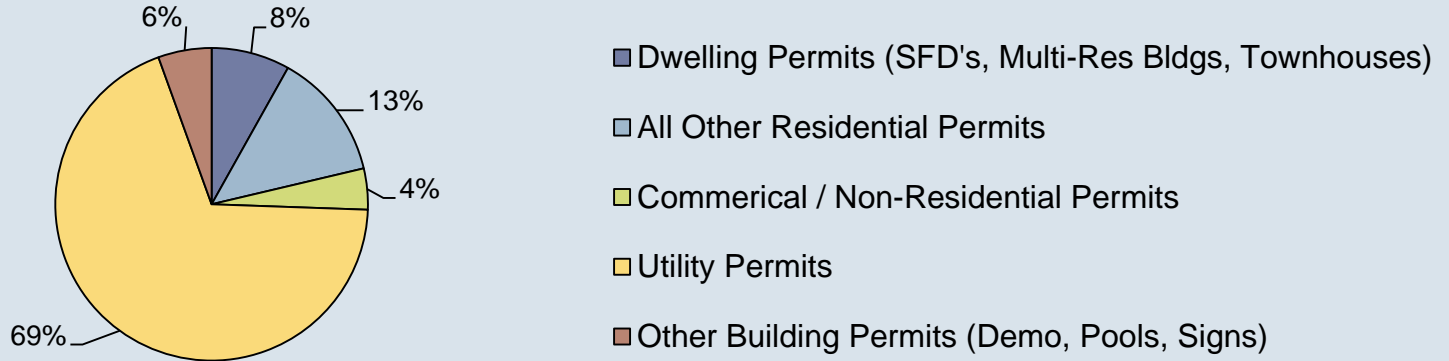 6%
8%
13%
4%
69%
Dwelling Permits (SFD's, Multi-Res Bldgs, Townhouses)
All Other Residential Permits
Commerical / Non-Residential Permits
Utility Permits
Other Building Permits (Demo, Pools, Signs)